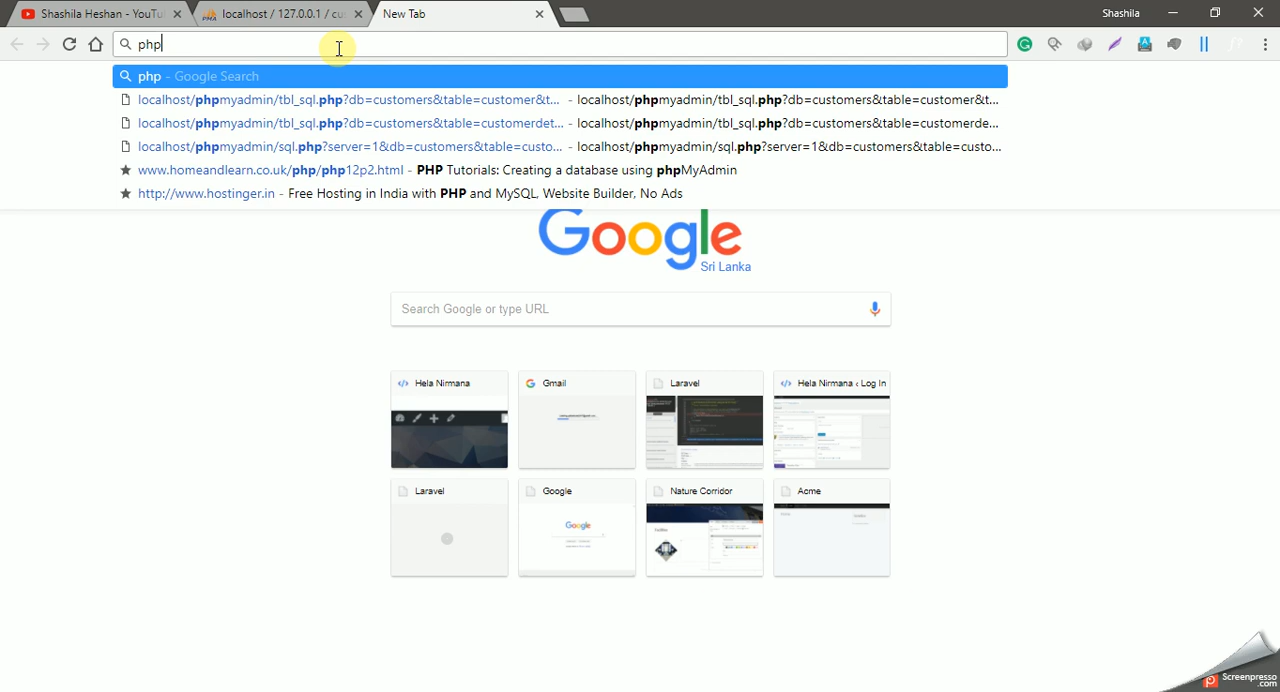 Shashila Heshan - YouTu
localhost / 127.0.0.1 / cu
New Tab
Shashila
php
php - Google Search
localhost/phpmyadmin/tbl_sql.php?db=customers&table=customer&t... - localhost/phpmyadmin/tbl_sql.php?db=customers&table=customer&t...
localhost/phpmyadmin/tbl_sql.php?db=customers&table=customerdet... - localhost/phpmyadmin/tbl_sql.php?db=customers&table=customerde...
localhost/phpmyadmin/sql.php?server=1&db=customers&table=custo... - localhost/phpmyadmin/sql.php?server=1&db=customers&table=custo...
www.homeandlearn.co.uk/php/php12p2.html - PHP Tutorials: Creating a database using phpMyAdmin
http://www.hostinger.in - Free Hosting in India with PHP and MySQL, Website Builder, No Ads
Google
Sri Lanka
Search Google or type URL
Hela Nirmana
Gmail
Laravel
Hela Nirmana ‹ Log In
Laravel
Google
Nature Corridor
Acme
Google
Screenpresso
.com